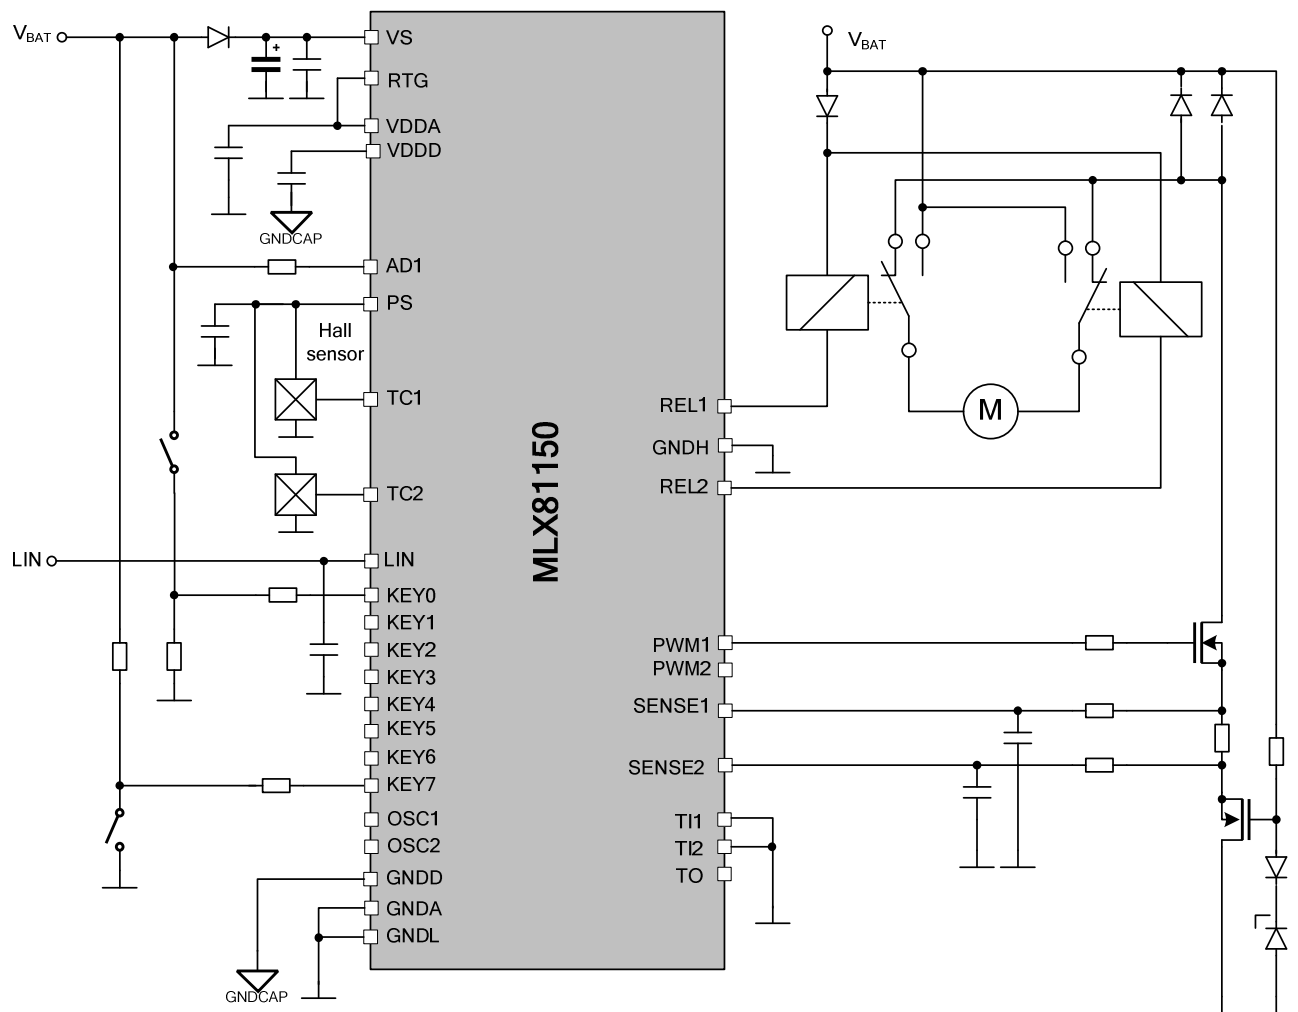 VBAT
VS
RTG
VDDA
VDDD
GNDCAP
AD1
PS
Hall
sensor
TC1
TC2
LIN
LIN
KEY0
KEY1
KEY2
KEY3
KEY4
KEY5
KEY6
KEY7
OSC1
OSC2
GNDD
GNDA
GNDL
GNDCAP
MLX81150
REL1
GNDH
REL2
PWM1
PWM2
SENSE1
SENSE2
TI1
TI2
TO
VBAT
M